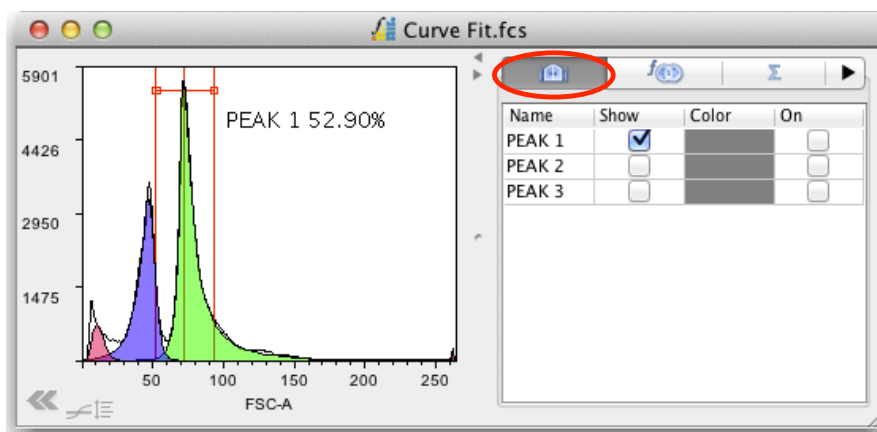 Curve Fit.fcs
5901
4426
2950
1475
PEAK 1 52.90%
50 100 150 200 250
FSC-A
f Σ
Name Show Color On
PEAK 1
PEAK 2
PEAK 3